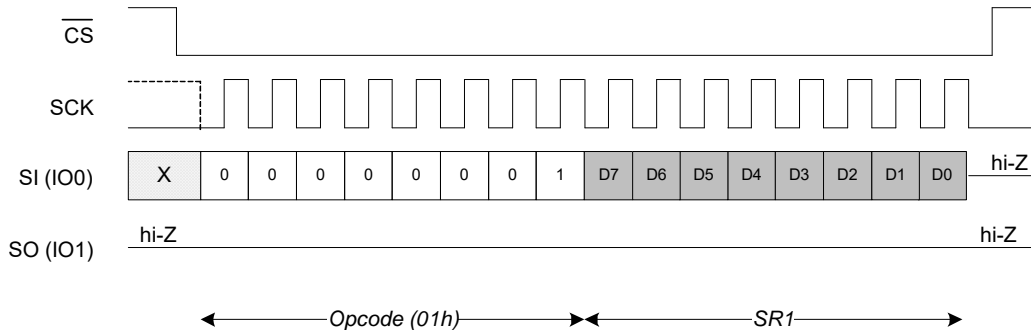 CS
SCK
SI (IO0) X 0 0 0 0 0 0 0 1 D7 D6 D5 D4 D3 D2 D1 D0 hi-Z
hi-Z hi-Z
SO (IO1)
Opcode (01h) SR1